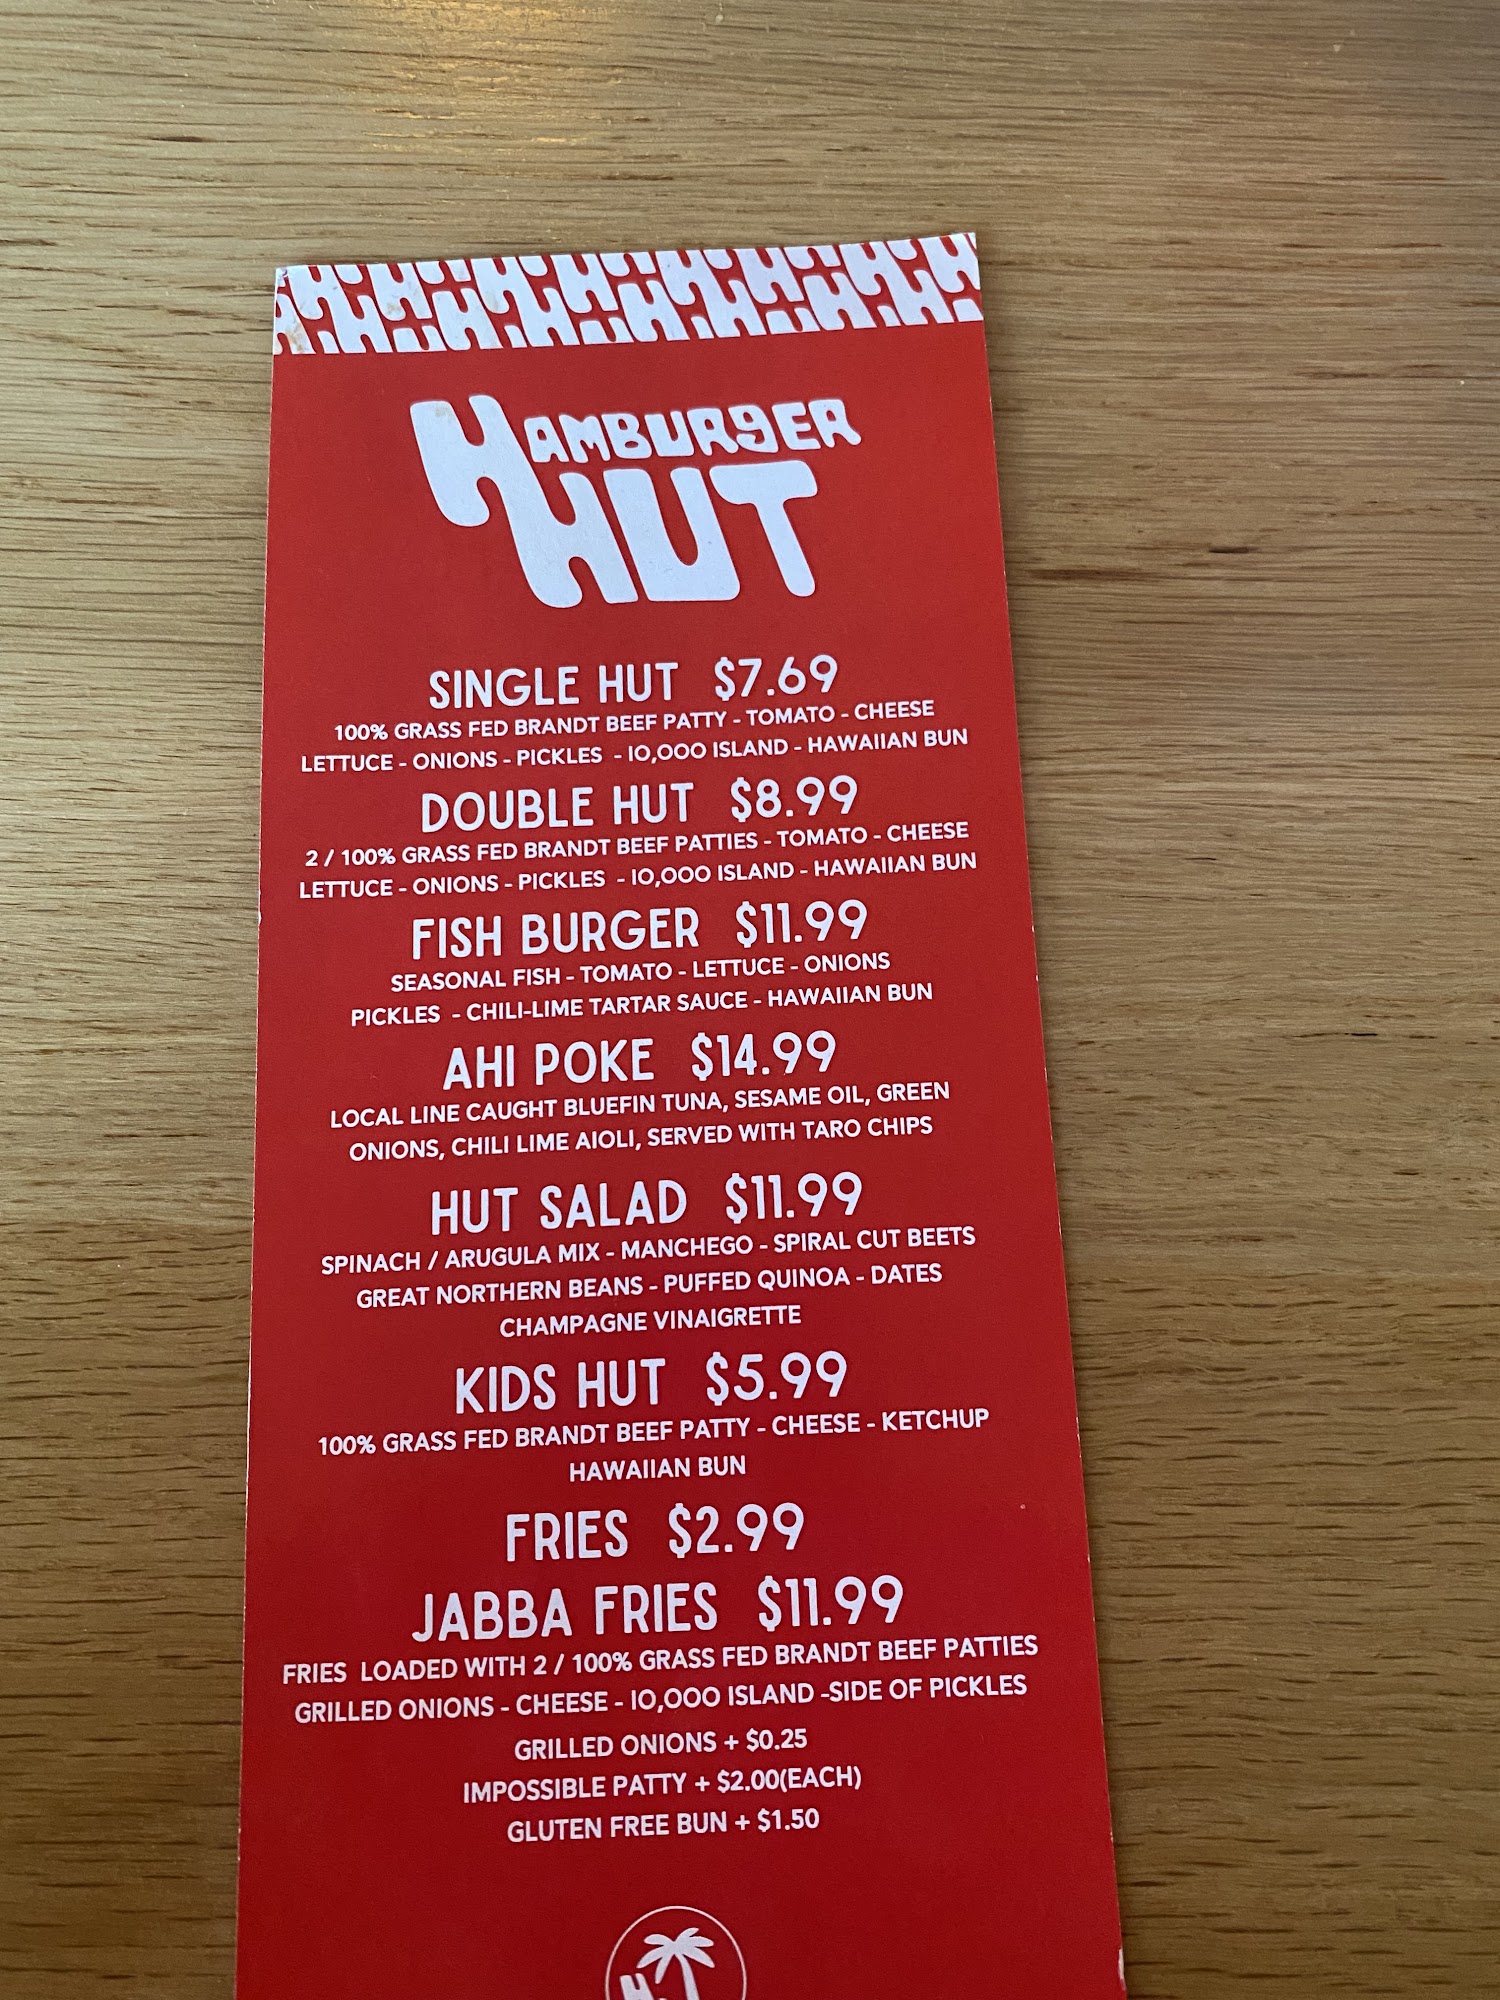 HAMBURGER
HUT
SINGLE HUT $7.69
100% GRASS FED BRANDT BEEF PATTY - TOMATO - CHEESE
LETTUCE - ONIONS - PICKLES - 10,000 ISLAND - HAWAIIAN BUN
DOUBLE HUT $8.99
2 / 100% GRASS FED BRANDT BEEF PATTIES - TOMATO - CHEESE
LETTUCE - ONIONS - PICKLES - 10,000 ISLAND - HAWAIIAN BUN
FISH BURGER $11.99
SEASONAL FISH - TOMATO - LETTUCE - ONIONS
PICKLES - CHILI-LIME TARTAR SAUCE - HAWAIIAN BUN
AHI POKE $14.99
LOCAL LINE CAUGHT BLUEFIN TUNA, SESAME OIL, GREEN
ONIONS, CHILI LIME AIOLI, SERVED WITH TARO CHIPS
HUT SALAD $11.99
SPINACH / ARUGULA MIX - MANCHEGO - SPIRAL CUT BEETS
GREAT NORTHERN BEANS - PUFFED QUINOA - DATES
CHAMPAGNE VINAIGRETTE
KIDS HUT $5.99
100% GRASS FED BRANDT BEEF PATTY - CHEESE - KETCHUP
HAWAIIAN BUN
FRIES $2.99
JABBA FRIES $11.99
FRIES LOADED WITH 2 / 100% GRASS FED BRANDT BEEF PATTIES
GRILLED ONIONS - CHEESE - 10,000 ISLAND -SIDE OF PICKLES
GRILLED ONIONS + $0.25
IMPOSSIBLE PATTY + $2.00(EACH)
GLUTEN FREE BUN + $1.50